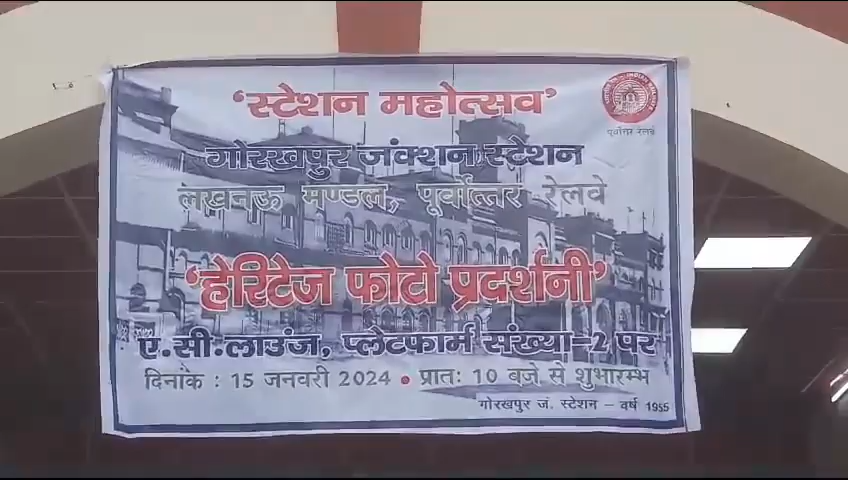 'स्टेशन महोत्सव'
पूर्वोत्तर रेलवे
गोरखपुर जंक्शन स्टेशन
लखनऊ मण्डल, पूर्वोत्तर रेलवे
'हेरिटेज फोटो प्रदर्शनी'
ए.सी.लाउंज, प्लेटफार्म संख्या-2 पर
दिनांक : 15 जनवरी 2024 • प्रातः 10 बजे से शुभारम्भ
गोरखपुर जं. स्टेशन – वर्ष 1955